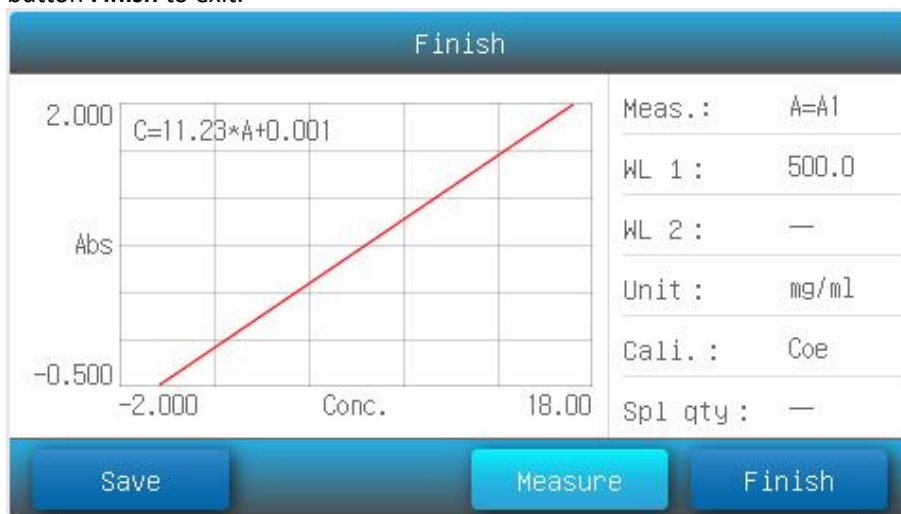 button Finish to exit.
Finish
2.000
C=11.23*A+0.001
Abs
-0.500
-2.000 Conc. 18.00
Meas.: A=A1
WL 1: 500.0
WL 2: —
Unit: mg/ml
Cali.: Coe
Spl qty: —
Save Measure Finish